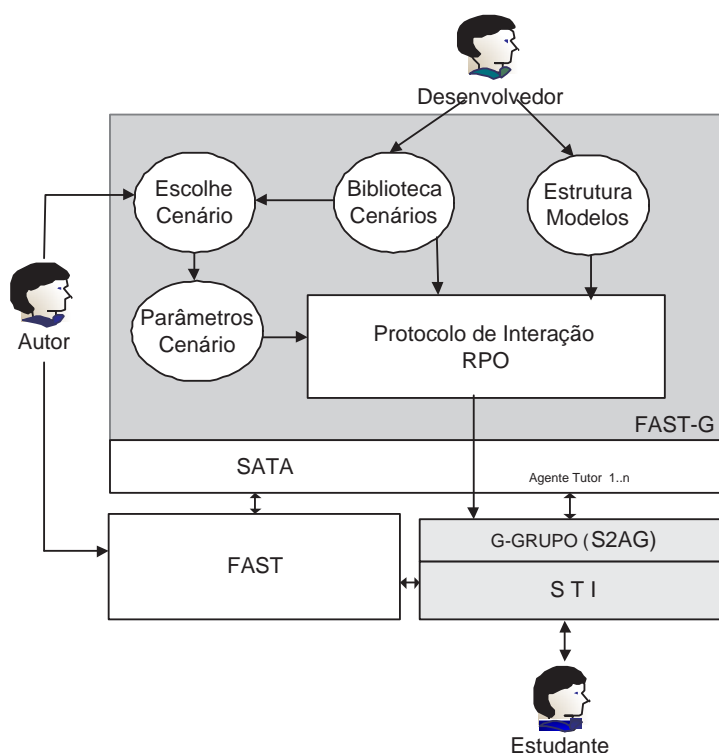 Desenvolvedor
Escolhe
Cenário
Biblioteca
Cenários
Estrutura
Modelos
Autor
Parâmetros
Cenário
Protocolo de Interação
RPO
FAST-G
SATA
Agente Tutor 1..n
FAST
G-GRUPO (S2AG)
S T I
Estudante